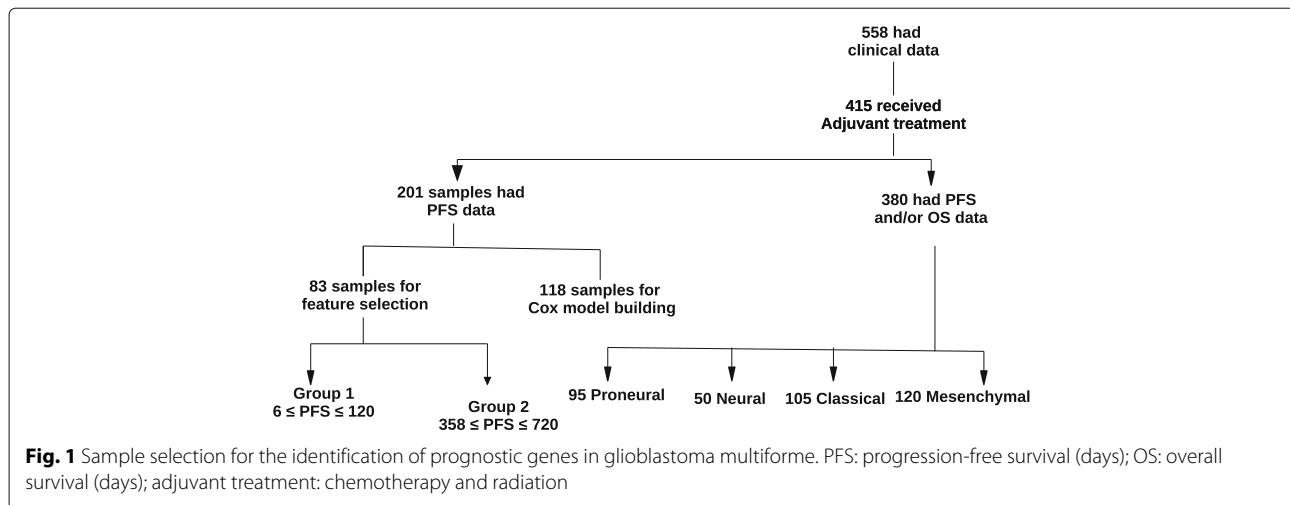 558 had
clinical data
415 received
Adjuvant treatment
201 samples had
PFS data
380 had PFS
and/or OS data
83 samples for
feature selection
118 samples for
Cox model building
Group 1
6 ≤ PFS ≤ 120
Group 2
358 ≤ PFS ≤ 720
95 Proneural
50 Neural
105 Classical
120 Mesenchymal
Fig. 1 Sample selection for the identification of prognostic genes in glioblastoma multiforme. PFS: progression-free survival (days); OS: overall
survival (days); adjuvant treatment: chemotherapy and radiation